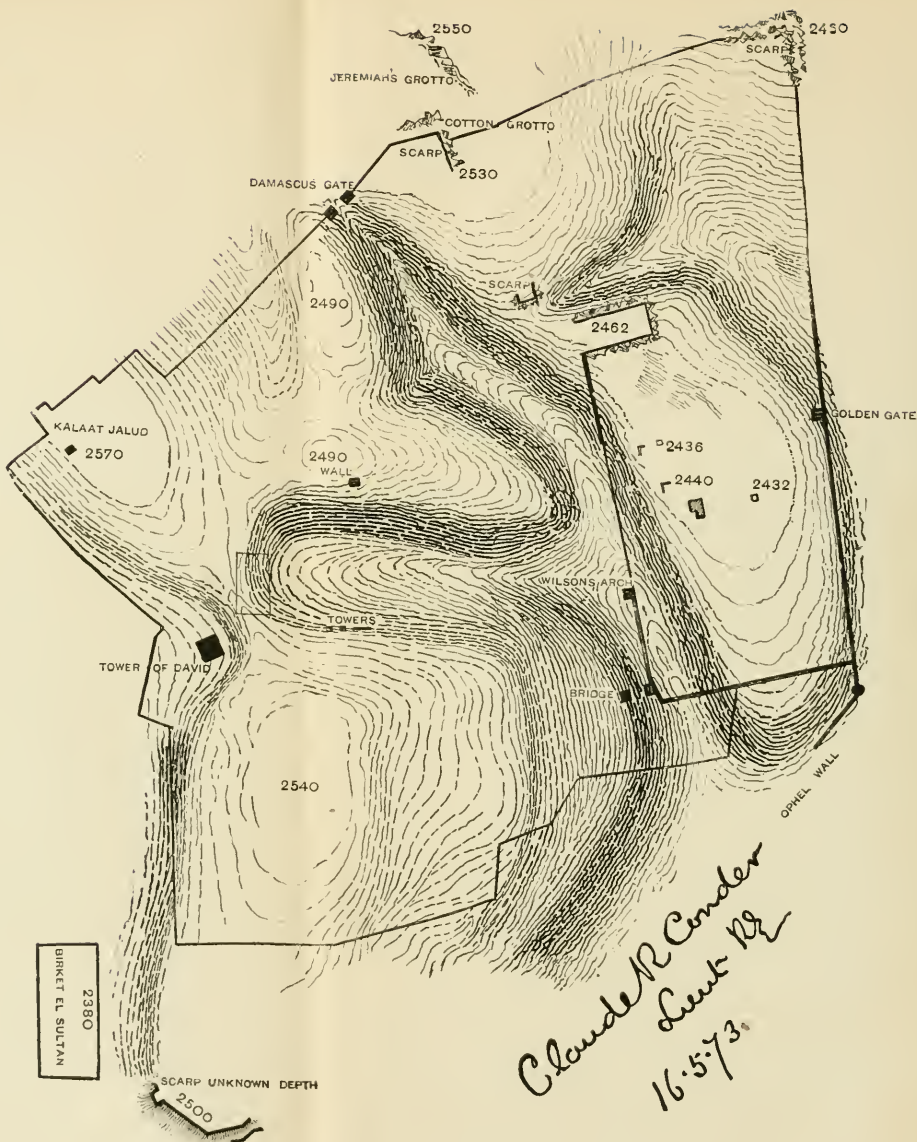 2550
JEREMIAH'S GROTTO
2450
SCARP
COTTON GROTTO
SCARP
2530
DAMASCUS GATE
2490
SCARP
2462
GOLDEN GATE
KALAAT JALUD
2570
2490
WALL
2436
2440
2432
WILSONS ARCH
TOWERS
TOWER OF DAVID
BRIDGE
2540
OPHEL WALL
Claude R Conder
Lieut RE
16.5.73.
2380
BIRKET EL SULTAN
SCARP UNKNOWN DEPTH
2500